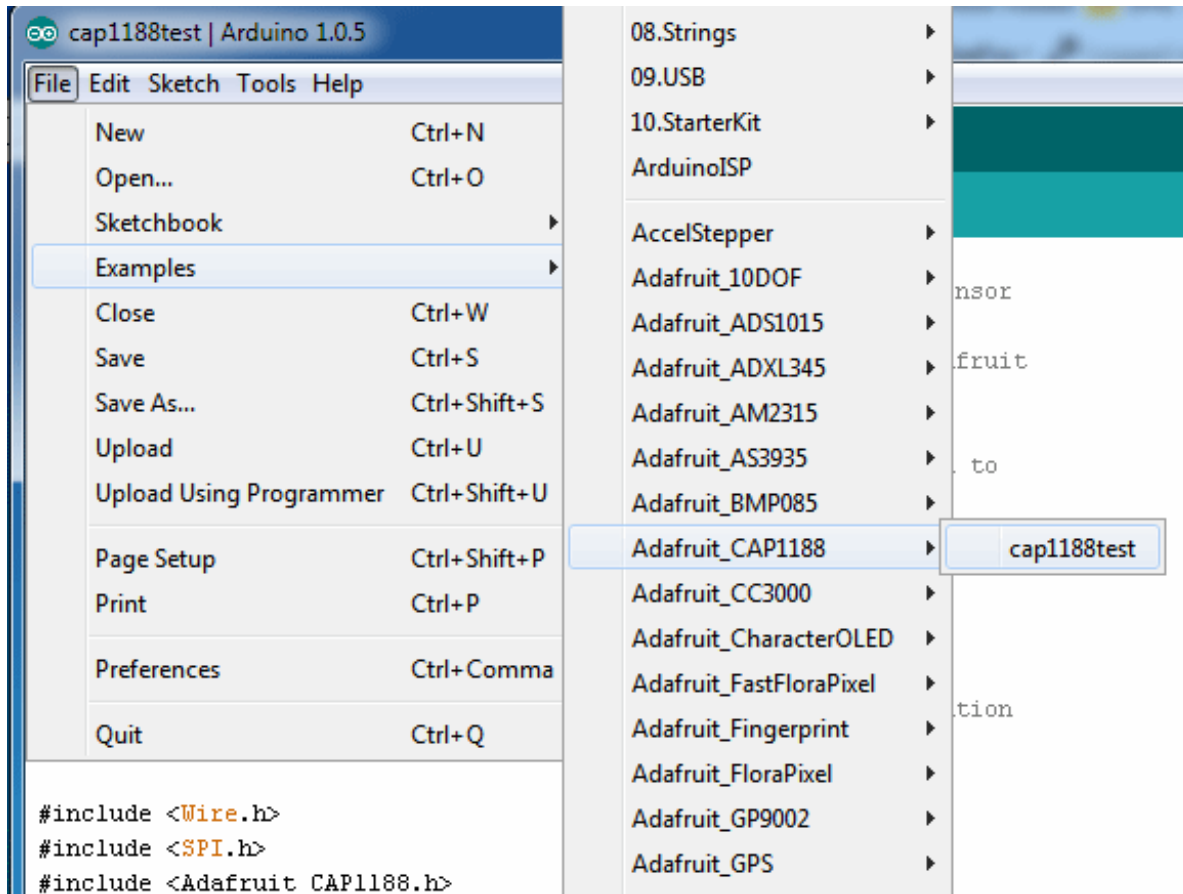 cap1188test | Arduino 1.0.5
File Edit Sketch Tools Help
New Ctrl+N
Open... Ctrl+O
Sketchbook
Examples
Close Ctrl+W
Save Ctrl+S
Save As... Ctrl+Shift+S
Upload Ctrl+U
Upload Using Programmer Ctrl+Shift+U
Page Setup Ctrl+Shift+P
Print Ctrl+P
Preferences Ctrl+Comma
Quit Ctrl+Q
08.Strings
09.USB
10.StarterKit
ArduinoISP
AccelStepper
Adafruit_10DOF
Adafruit_ADS1015
Adafruit_ADXL345
Adafruit_AM2315
Adafruit_AS3935
Adafruit_BMP085
Adafruit_CAP1188
Adafruit_CC3000
Adafruit_CharacterOLED
Adafruit_FastFloraPixel
Adafruit_Fingerprint
Adafruit_FloraPixel
Adafruit_GP9002
Adafruit_GPS
cap1188test
nsor
fruit
to
tion
#include <Wire.h>
#include <SPI.h>
#include <Adafruit_CAP1188.h>